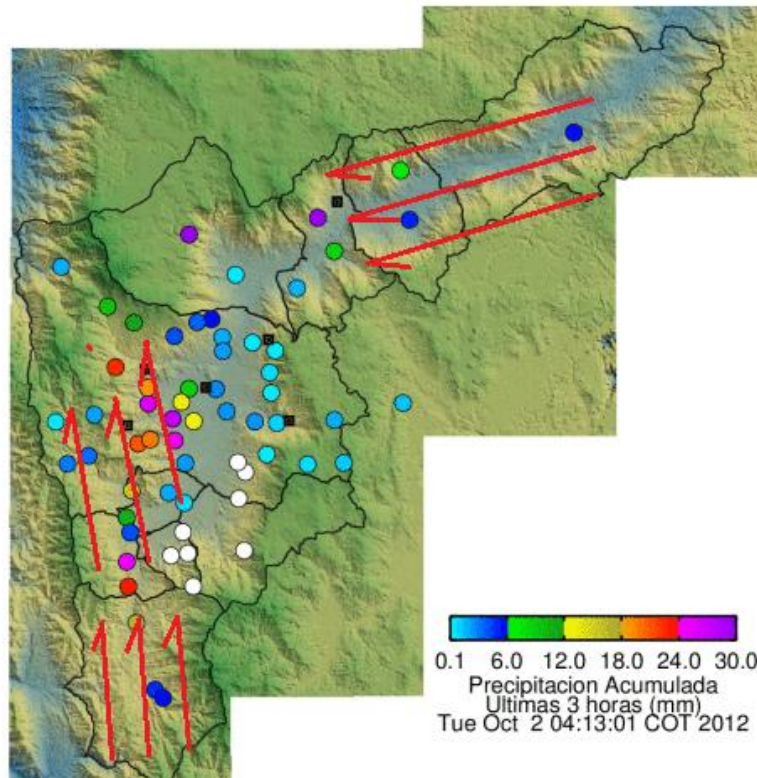 0.1 6.0 12.0 18.0 24.0 30.0
Precipitacion Acumulada
Ultimas 3 horas (mm)
Tue Oct 2 04:13:01 COT 2012